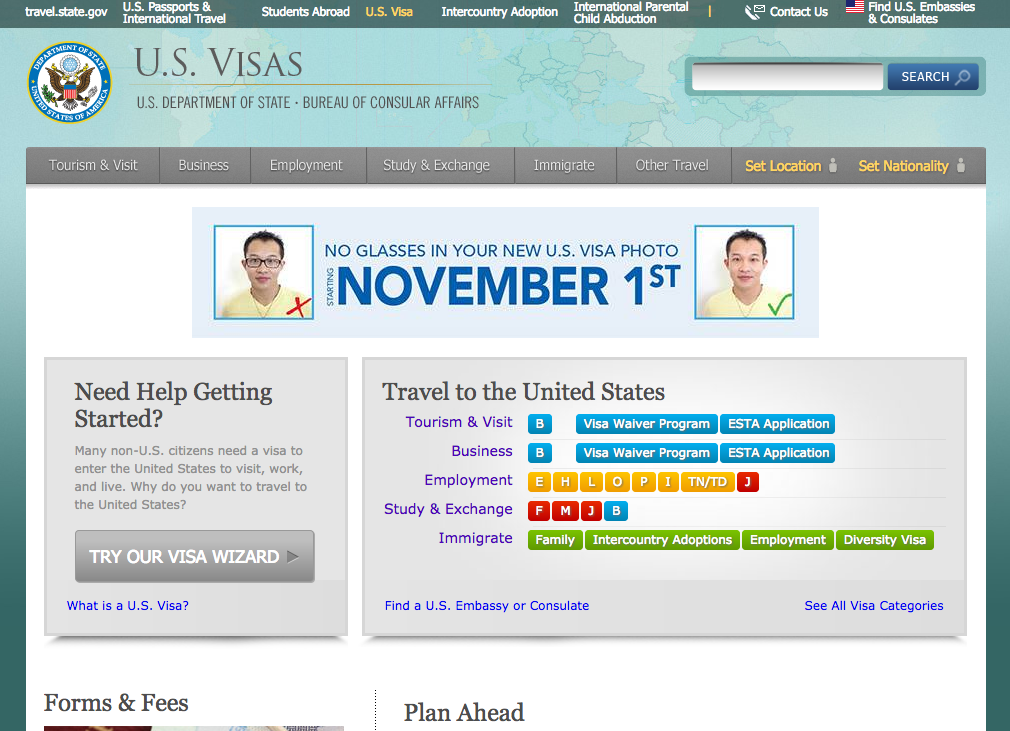 travel.state.gov
U.S. Passports &
International Travel
Students Abroad
U.S. Visa
Intercountry Adoption
International Parental
Child Abduction
|
Contact Us
Find U.S. Embassies
& Consulates
DEPARTMENT OF STATE
UNITED STATES OF AMERICA
U.S. VISAS
U.S. DEPARTMENT OF STATE • BUREAU OF CONSULAR AFFAIRS
SEARCH
Tourism & Visit
Business
Employment
Study & Exchange
Immigrate
Other Travel
Set Location
Set Nationality
NO GLASSES IN YOUR NEW U.S. VISA PHOTO
STARTING
NOVEMBER 1ST
Need Help Getting
Started?
Many non-U.S. citizens need a visa to
enter the United States to visit, work,
and live. Why do you want to travel to
the United States?
TRY OUR VISA WIZARD
What is a U.S. Visa?
Travel to the United States
Tourism & Visit B Visa Waiver Program ESTA Application
Business B Visa Waiver Program ESTA Application
Employment E H L O P I TN/TD J
Study & Exchange F M J B
Immigrate Family Intercountry Adoptions Employment Diversity Visa
Find a U.S. Embassy or Consulate
See All Visa Categories
Forms & Fees
Plan Ahead